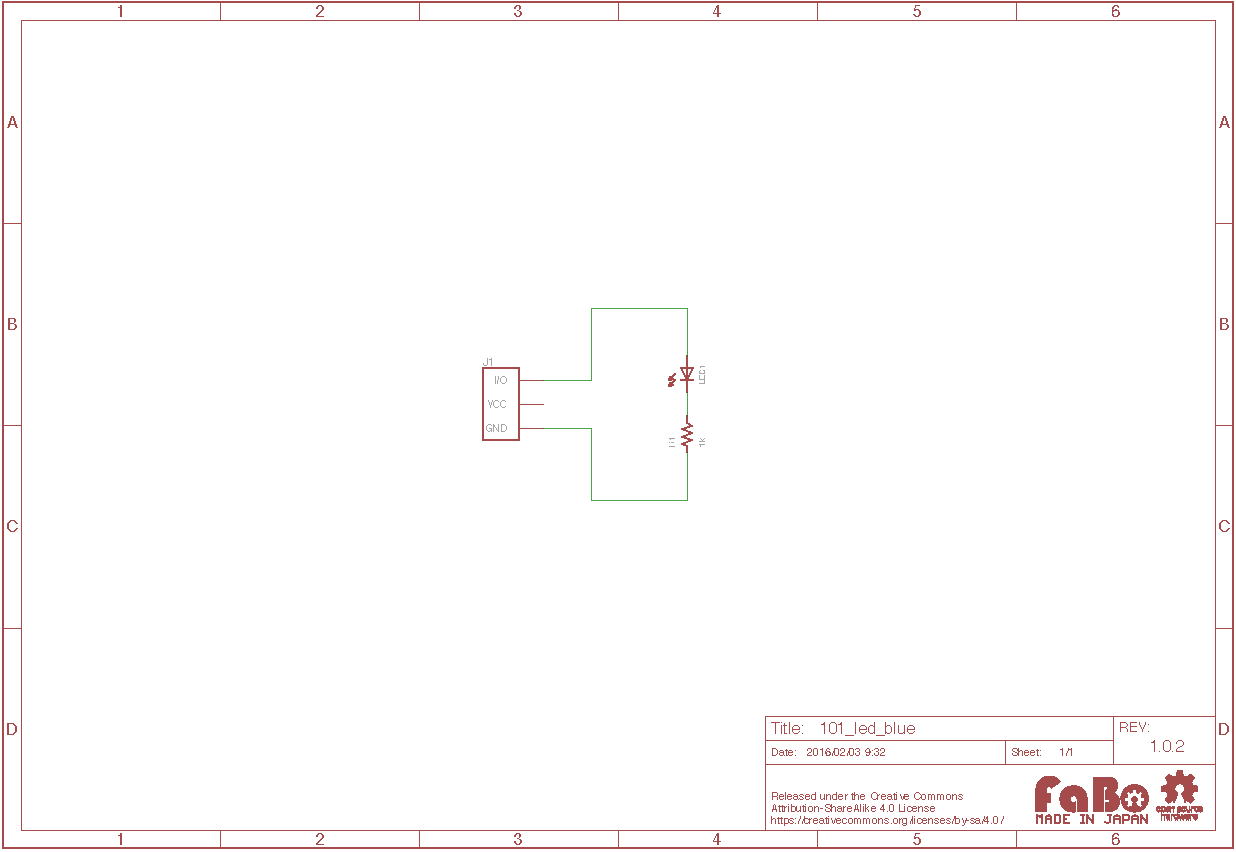 1 2 3 4 5 6
A A
B B
J1
I/O
VCC
GND
LED1
R1
1k
C C
D D
Title: 101_led_blue
REV:
1.0.2
Date: 2016/02/03 9:32
Sheet: 1/1
Released under the Creative Commons
Attribution-ShareAlike 4.0 License
https://creativecommons.org/licenses/by-sa/4.0/
FaBo
MADE IN JAPAN
open source
hardware
1 2 3 4 5 6